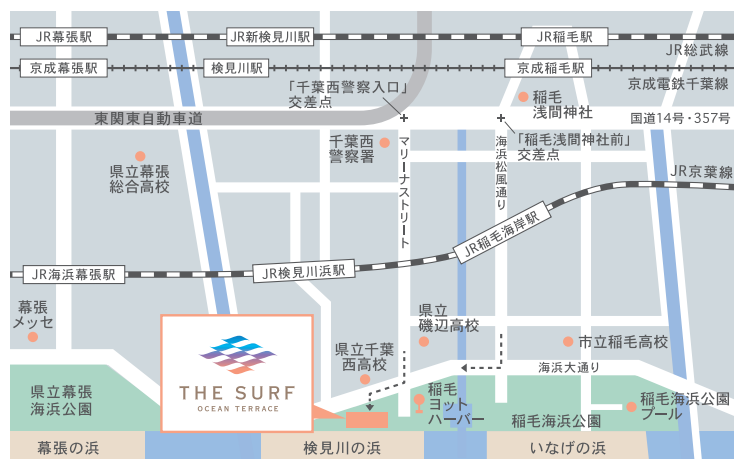 JR幕張駅
JR新検見川駅
JR稲毛駅
JR総武線
京成幕張駅
検見川駅
京成稲毛駅
京成電鉄千葉線
「千葉西警察入口」
交差点
稲毛
浅間神社
東関東自動車道
国道14号・357号
千葉西
警察署
マリーナストリート
海浜松風通り
「稲毛浅間神社前」
交差点
県立幕張
総合高校
JR京葉線
JR稲毛海岸駅
JR海浜幕張駅
JR検見川浜駅
幕張
メッセ
県立
磯辺高校
市立稲毛高校
県立千葉
西高校
海浜大通り
THE SURF
OCEAN TERRACE
県立幕張
海浜公園
稲毛
ヨット
ハーバー
稲毛海浜公園
稲毛海浜公園
プール
幕張の浜
検見川の浜
いなげの浜